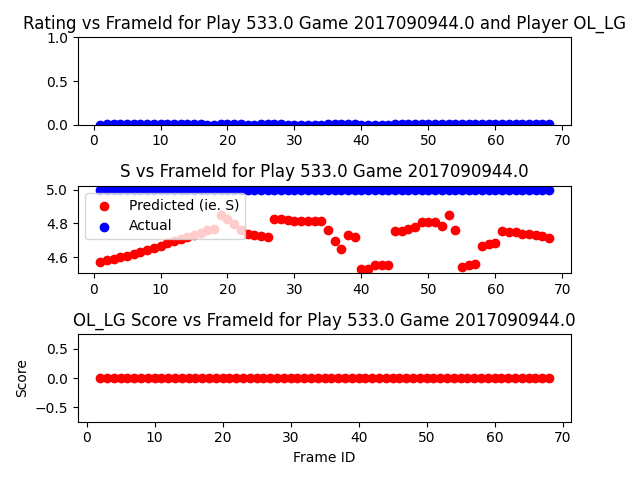 Rating vs FrameId for Play 533.0 Game 2017090944.0 and Player OL_LG
1.0
0.5
0.0
0 10 20 30 40 50 60 70
S vs FrameId for Play 533.0 Game 2017090944.0
5.0
4.8
4.6
Predicted (ie. S)
Actual
0 10 20 30 40 50 60 70
OL_LG Score vs FrameId for Play 533.0 Game 2017090944.0
Score
0.5
0.0
−0.5
0 10 20 30 40 50 60 70
Frame ID